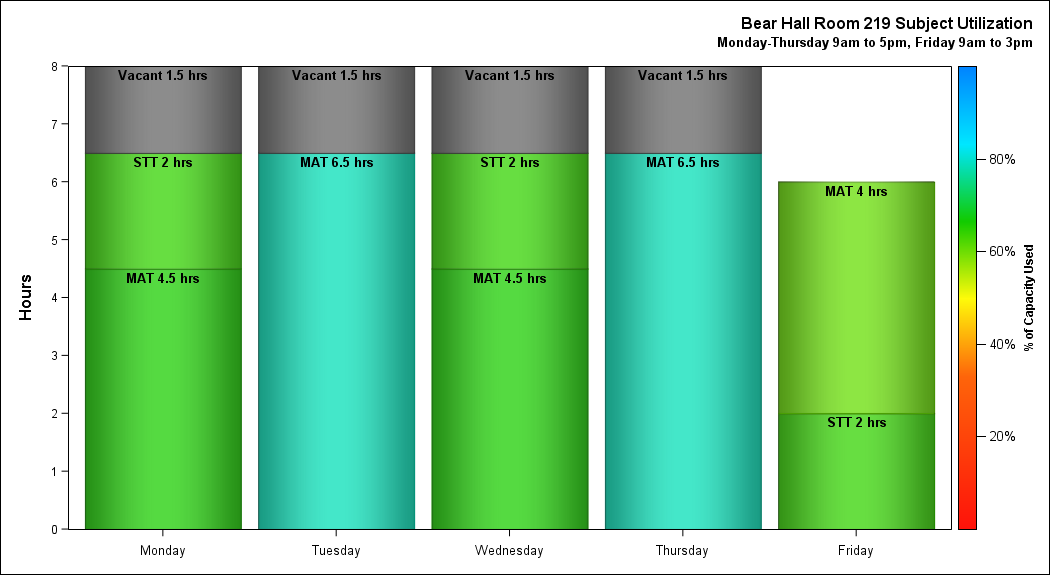 Bear Hall Room 219 Subject Utilization
Monday-Thursday 9am to 5pm, Friday 9am to 3pm
8
7
6
5
4
3
2
1
0
Hours
Vacant 1.5 hrs
STT 2 hrs
MAT 4.5 hrs
Vacant 1.5 hrs
MAT 6.5 hrs
Vacant 1.5 hrs
STT 2 hrs
MAT 4.5 hrs
Vacant 1.5 hrs
MAT 6.5 hrs
MAT 4 hrs
STT 2 hrs
Monday
Tuesday
Wednesday
Thursday
Friday
80%
60%
40%
20%
% of Capacity Used